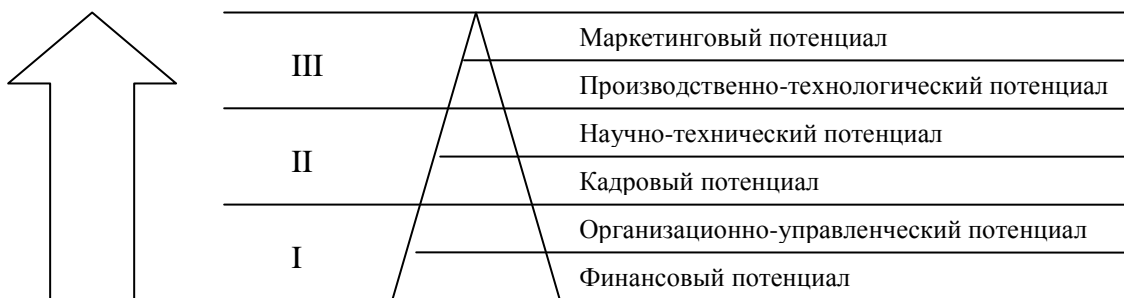 III
Маркетинговый потенциал
Производственно-технологический потенциал
II
Научно-технический потенциал
Кадровый потенциал
I
Организационно-управленческий потенциал
Финансовый потенциал